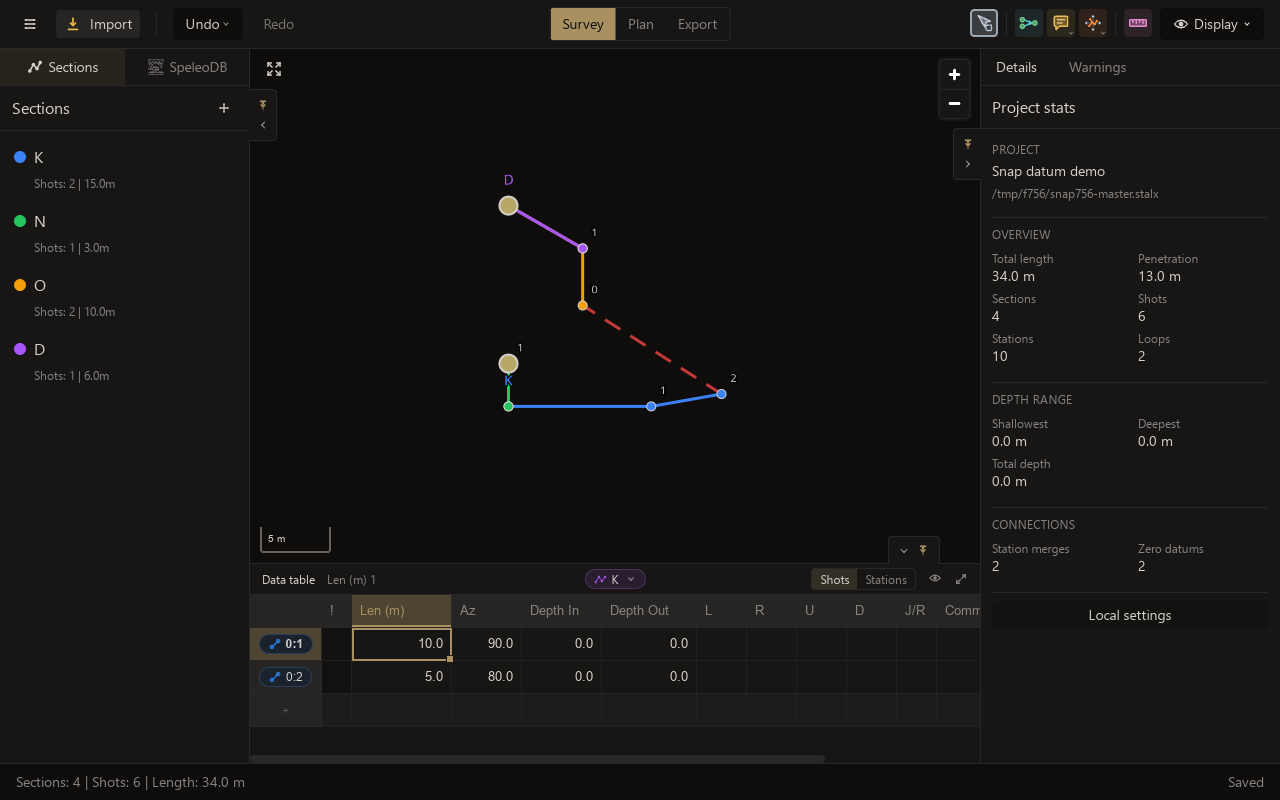 Import
Undo
Redo
Survey
Plan
Export
Display
Sections
SpeleoDB
Sections
+
K
Shots: 2 | 15.0m
N
Shots: 1 | 3.0m
O
Shots: 2 | 10.0m
D
Shots: 1 | 6.0m
D
1
0
1
K
1
2
5 m
Details
Warnings
Project stats
PROJECT
Snap datum demo
/tmp/f756/snap756-master.stalx
OVERVIEW
Total length
Penetration
34.0 m
13.0 m
Sections
Shots
4
6
Stations
Loops
10
2
DEPTH RANGE
Shallowest
Deepest
0.0 m
0.0 m
Total depth
0.0 m
CONNECTIONS
Station merges
Zero datums
2
2
Local settings
Data table
Len (m) 1
K
Shots
Stations
! Len (m) Az Depth In Depth Out L R U D J/R Comm
0:1 10.0 90.0 0.0 0.0
0:2 5.0 80.0 0.0 0.0
+
Sections: 4 | Shots: 6 | Length: 34.0 m
Saved